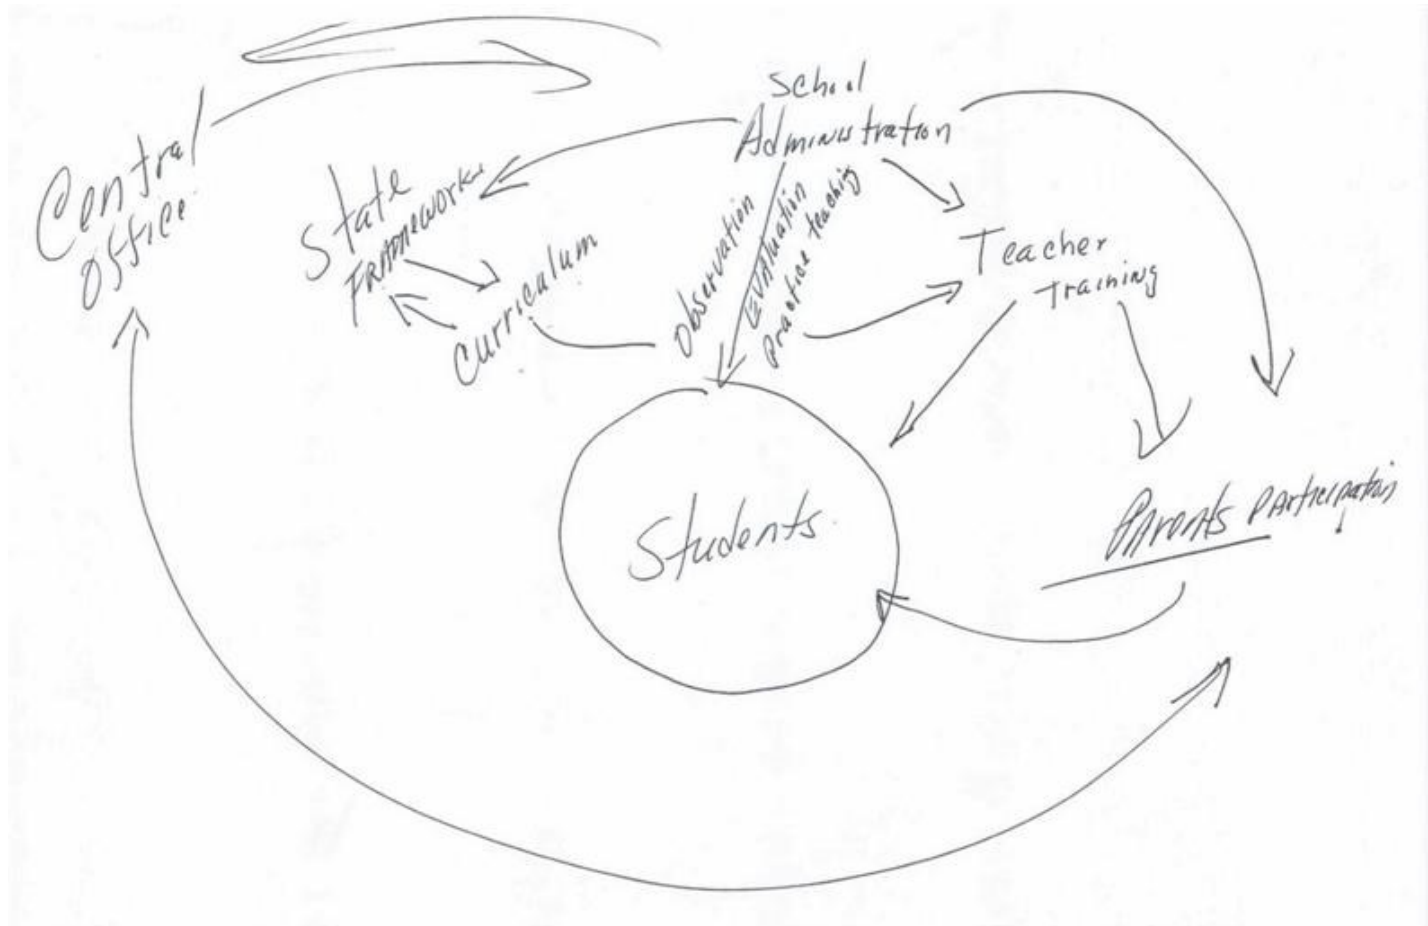 School
Administration
Central
Office
State
Frameworks
Curriculum
Observation
Evaluation
Practice teaching
Teacher
Training
Students
Parents Participation